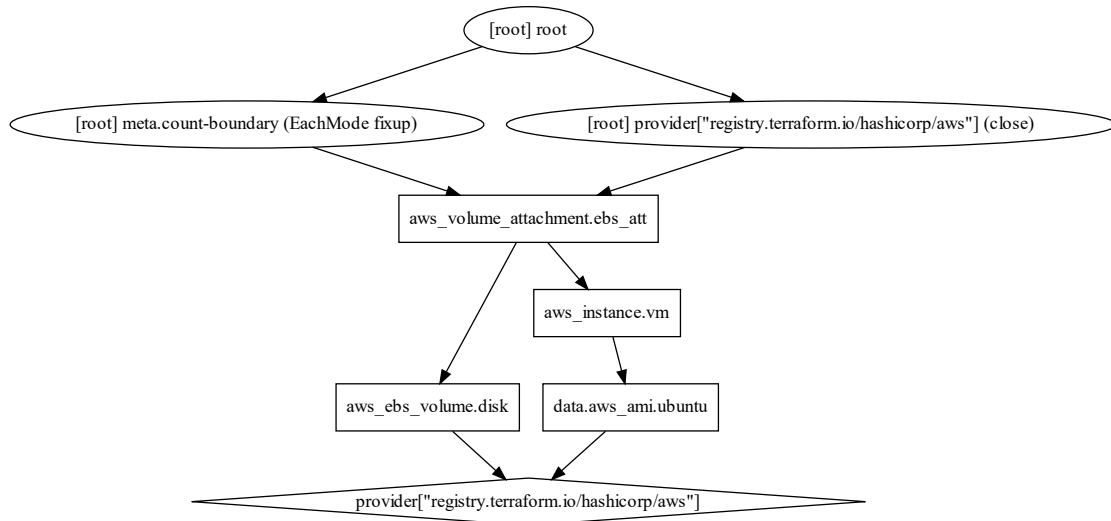 [root] root
[root] meta.count-boundary (EachMode fixup)
[root] provider["registry.terraform.io/hashicorp/aws"] (close)
aws_volume_attachment.ebs_att
aws_instance.vm
aws_ebs_volume.disk
data.aws_ami.ubuntu
provider["registry.terraform.io/hashicorp/aws"]